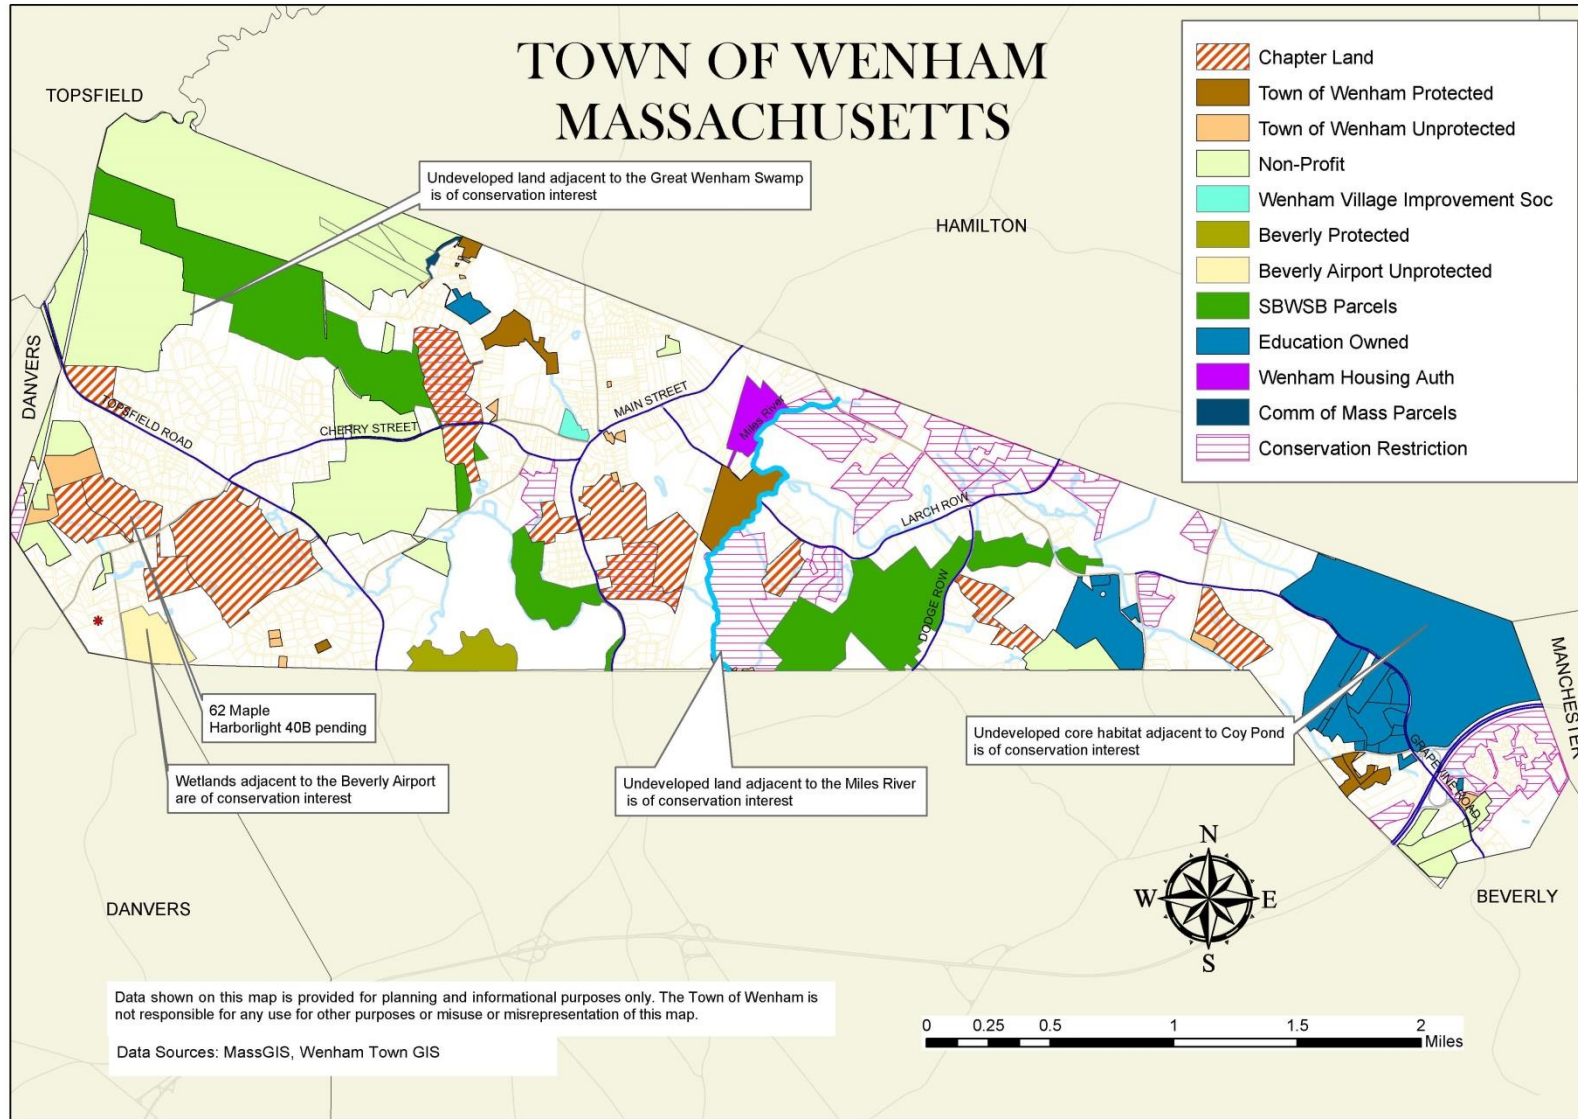 TOWN OF WENHAM
MASSACHUSETTS
TOPSFIELD
HAMILTON
DANVERS
MANCHESTER
DANVERS
BEVERLY
Chapter Land
Town of Wenham Protected
Town of Wenham Unprotected
Non-Profit
Wenham Village Improvement Soc
Beverly Protected
Beverly Airport Unprotected
SBWSB Parcels
Education Owned
Wenham Housing Auth
Comm of Mass Parcels
Conservation Restriction
Undeveloped land adjacent to the Great Wenham Swamp
is of conservation interest
TOPSFIELD ROAD
CHERRY STREET
MAIN STREET
Miles River
LARCH ROW
DODGE ROW
GRAPEVINE ROAD
62 Maple
Harborlight 40B pending
Wetlands adjacent to the Beverly Airport
are of conservation interest
Undeveloped land adjacent to the Miles River
is of conservation interest
Undeveloped core habitat adjacent to Coy Pond
is of conservation interest
N
W
E
S
Data shown on this map is provided for planning and informational purposes only. The Town of Wenham is
not responsible for any use for other purposes or misuse or misrepresentation of this map.
Data Sources: MassGIS, Wenham Town GIS
0 0.25 0.5 1 1.5 2
Miles